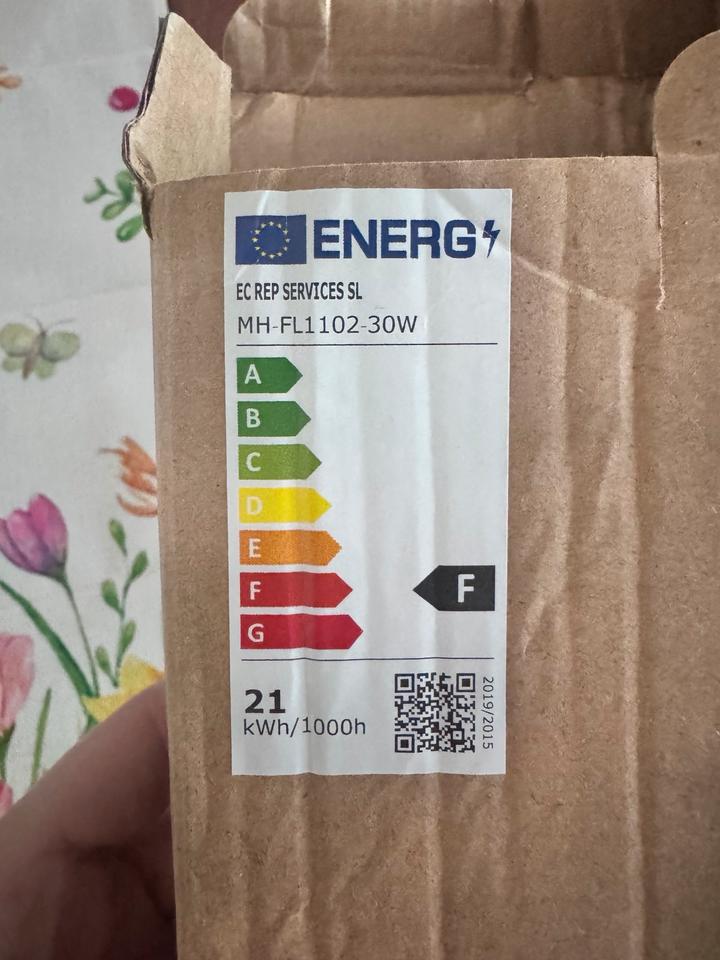 ENERG
EC REP SERVICES SL
MH-FL1102-30W
A
B
C
D
E
F
F
G
21
kWh/1000h
2019/2015